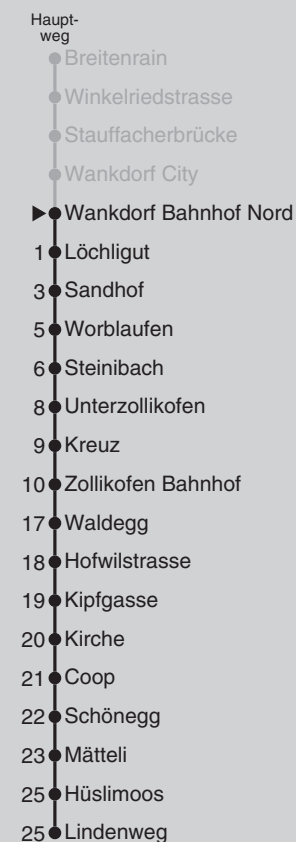 Haupt-
weg
Breitenrain
Winkelriedstrasse
Stauffacherbrücke
Wankdorf City
Wankdorf Bahnhof Nord
1 Löchligut
3 Sandhof
5 Worblaufen
6 Steinibach
8 Unterzollikofen
9 Kreuz
10 Zollikofen Bahnhof
17 Waldegg
18 Hofwilstrasse
19 Kipfgasse
20 Kirche
21 Coop
22 Schönegg
23 Mätteli
25 Hüslimoos
25 Lindenweg